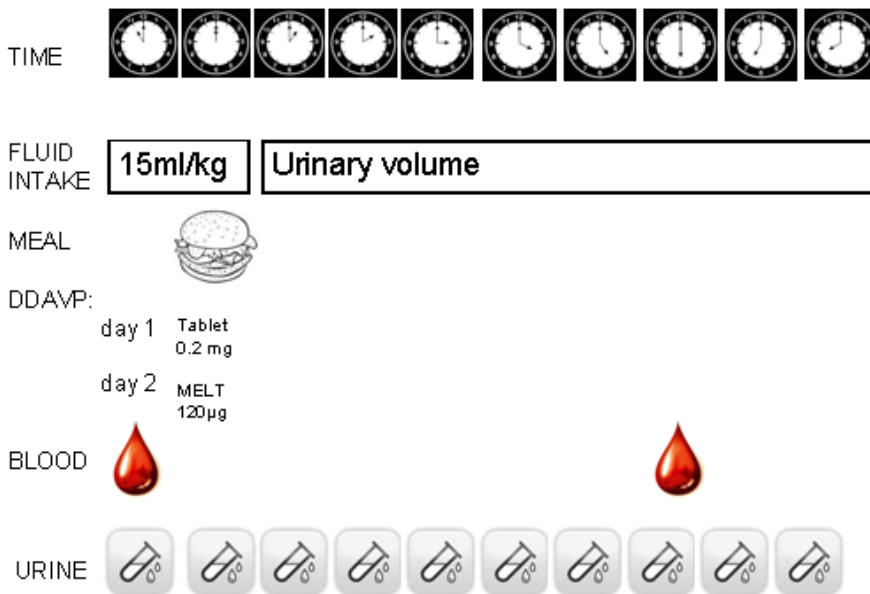 TIME
FLUID
INTAKE
15ml/kg
Urinary volume
MEAL
DDAVP:
day 1
Tablet
0.2 mg
day 2
MELT
120µg
BLOOD
URINE